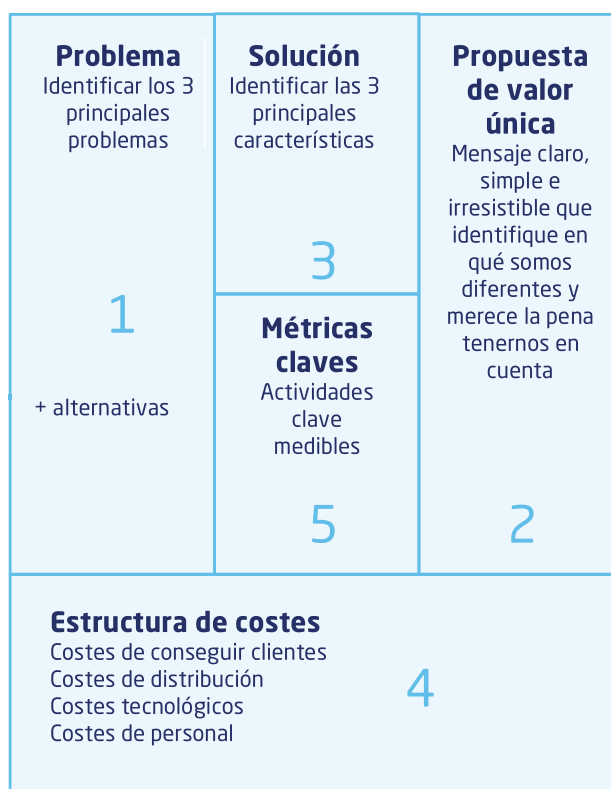 Problema
Identificar los 3
principales
problemas
1
+ alternativas
Solución
Identificar las 3
principales
características
3
Métricas
claves
Actividades
clave
medibles
5
Propuesta
de valor
única
Mensaje claro,
simple e
irresistible que
identifique en
qué somos
diferentes y
merece la pena
tenernos en
cuenta
2
Estructura de costes
Costes de conseguir clientes
Costes de distribución
Costes tecnológicos
Costes de personal
4